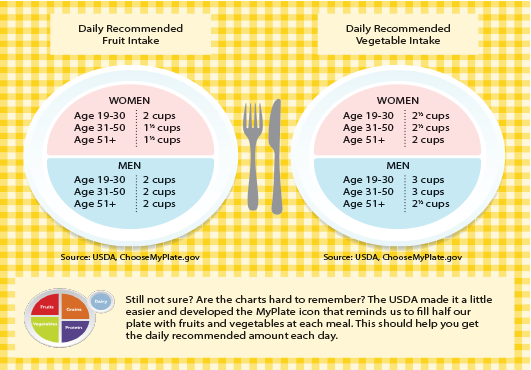 Daily Recommended
Fruit Intake
WOMEN
Age 19-30 2 cups
Age 31-50 1½ cups
Age 51+ 1½ cups
MEN
Age 19-30 2 cups
Age 31-50 2 cups
Age 51+ 2 cups
Source: USDA, ChooseMyPlate.gov
Daily Recommended
Vegetable Intake
WOMEN
Age 19-30 2½ cups
Age 31-50 2½ cups
Age 51+ 2 cups
MEN
Age 19-30 3 cups
Age 31-50 3 cups
Age 51+ 2½ cups
Source: USDA, ChooseMyPlate.gov
Fruits
Grains
Dairy
Vegetables
Protein
Still not sure? Are the charts hard to remember? The USDA made it a little
easier and developed the MyPlate icon that reminds us to fill half our
plate with fruits and vegetables at each meal. This should help you get
the daily recommended amount each day.